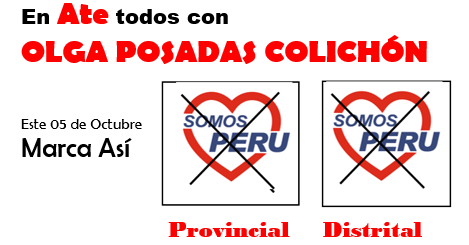 En Ate todos con
OLGA POSADAS COLICHÓN
Este 05 de Octubre
Marca Así
SOMOS
PERU
SOMOS
PERU
Provincial
Distrital